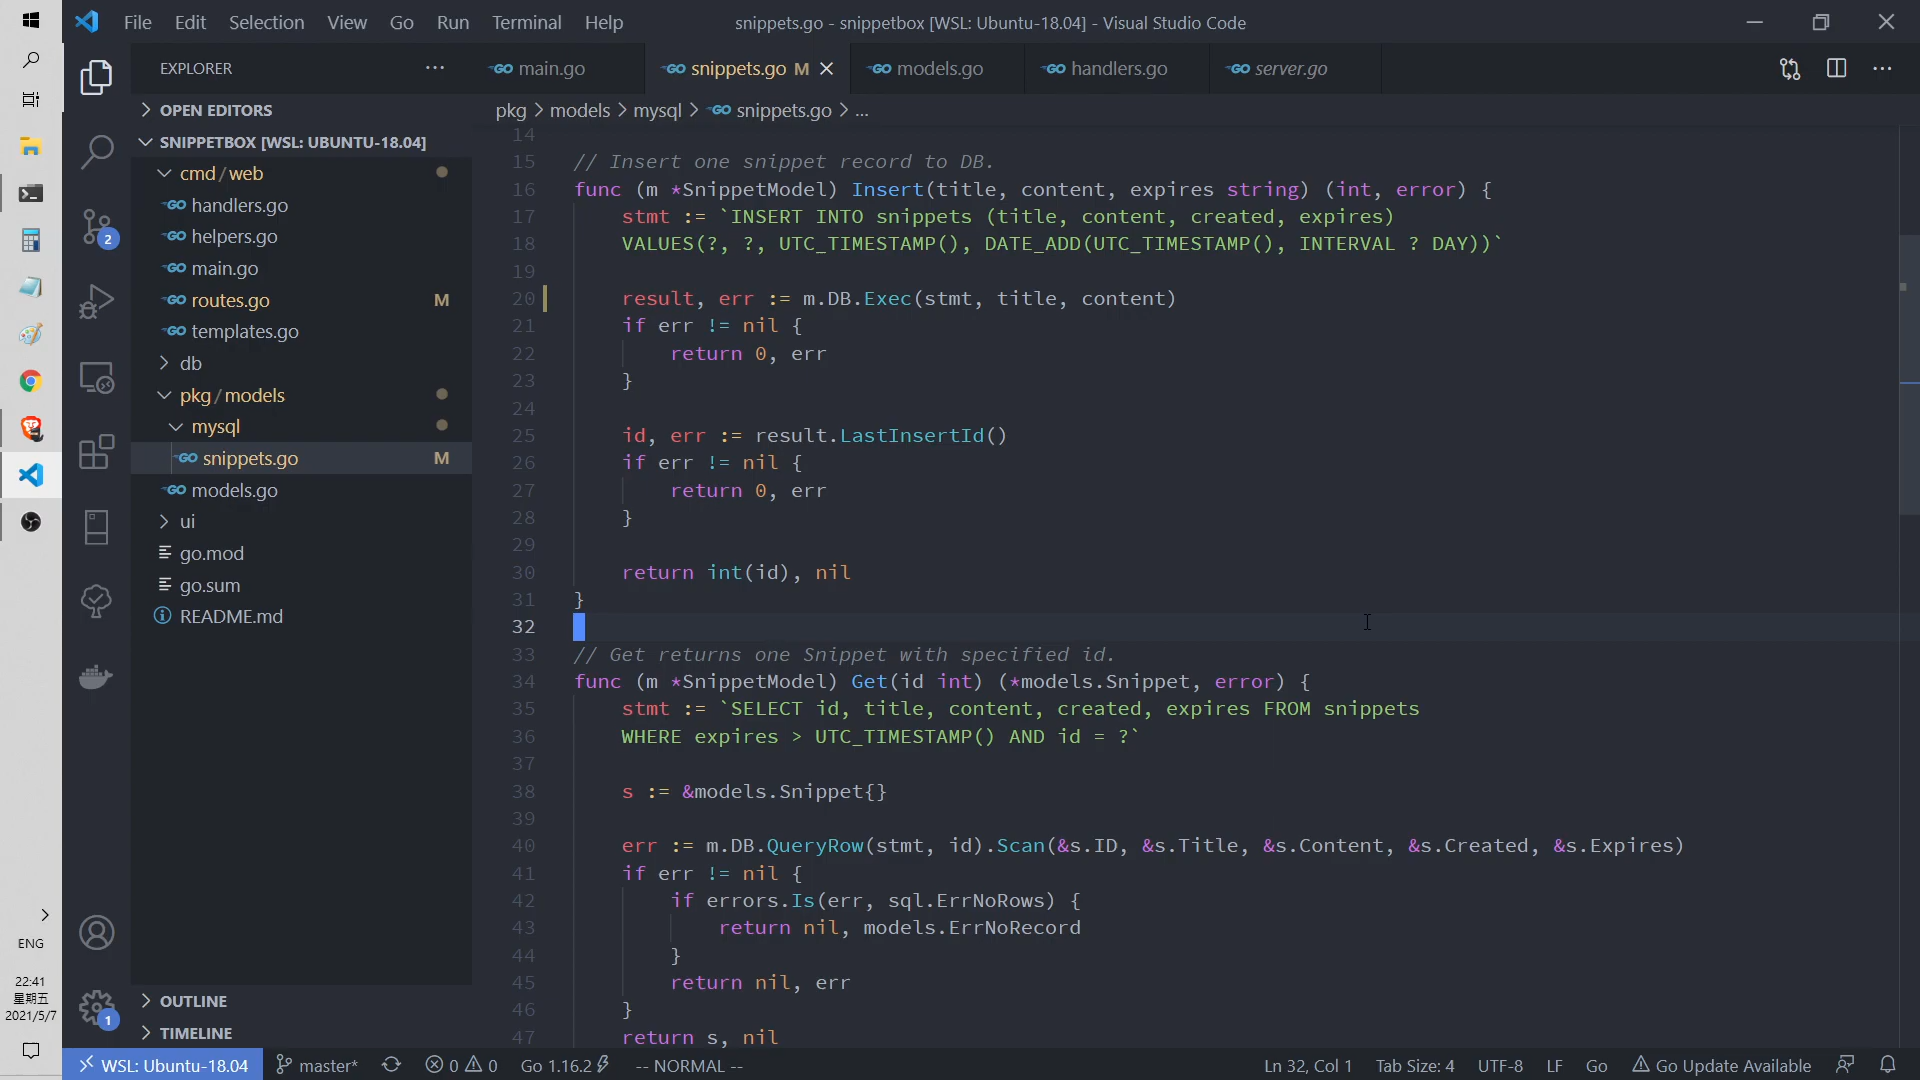 File Edit Selection View Go Run Terminal Help
snippets.go - snippetbox [WSL: Ubuntu-18.04] - Visual Studio Code
EXPLORER
OPEN EDITORS
SNIPPETBOX [WSL: UBUNTU-18.04]
cmd / web
handlers.go
helpers.go
main.go
routes.go M
templates.go
db
pkg / models
mysql
snippets.go M
models.go
ui
go.mod
go.sum
README.md
OUTLINE
TIMELINE
2
1
main.go snippets.go M models.go handlers.go server.go
pkg > models > mysql > snippets.go > ...
14
15 // Insert one snippet record to DB.
16 func (m *SnippetModel) Insert(title, content, expires string) (int, error) {
17 stmt := `INSERT INTO snippets (title, content, created, expires)
18 VALUES(?, ?, UTC_TIMESTAMP(), DATE_ADD(UTC_TIMESTAMP(), INTERVAL ? DAY))`
19
20 result, err := m.DB.Exec(stmt, title, content)
21 if err != nil {
22 return 0, err
23 }
24
25 id, err := result.LastInsertId()
26 if err != nil {
27 return 0, err
28 }
29
30 return int(id), nil
31 }
32
33 // Get returns one Snippet with specified id.
34 func (m *SnippetModel) Get(id int) (*models.Snippet, error) {
35 stmt := `SELECT id, title, content, created, expires FROM snippets
36 WHERE expires > UTC_TIMESTAMP() AND id = ?`
37
38 s := &models.Snippet{}
39
40 err := m.DB.QueryRow(stmt, id).Scan(&s.ID, &s.Title, &s.Content, &s.Created, &s.Expires)
41 if err != nil {
42 if errors.Is(err, sql.ErrNoRows) {
43 return nil, models.ErrNoRecord
44 }
45 return nil, err
46 }
47 return s, nil
ENG
22:41
星期五
2021/5/7
WSL: Ubuntu-18.04 master* 0 0 Go 1.16.2 -- NORMAL -- Ln 32, Col 1 Tab Size: 4 UTF-8 LF Go Go Update Available